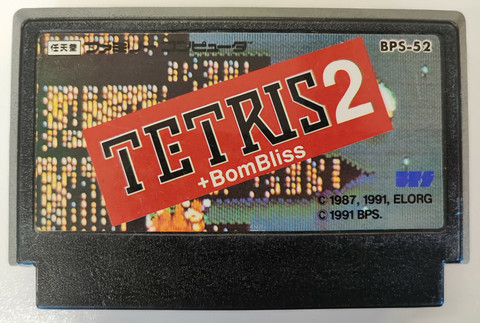 任天堂 ファミリーコンピュータ
BPS-52
TETRIS 2
+BomBliss
BPS
© 1987, 1991, ELORG
© 1991 BPS.